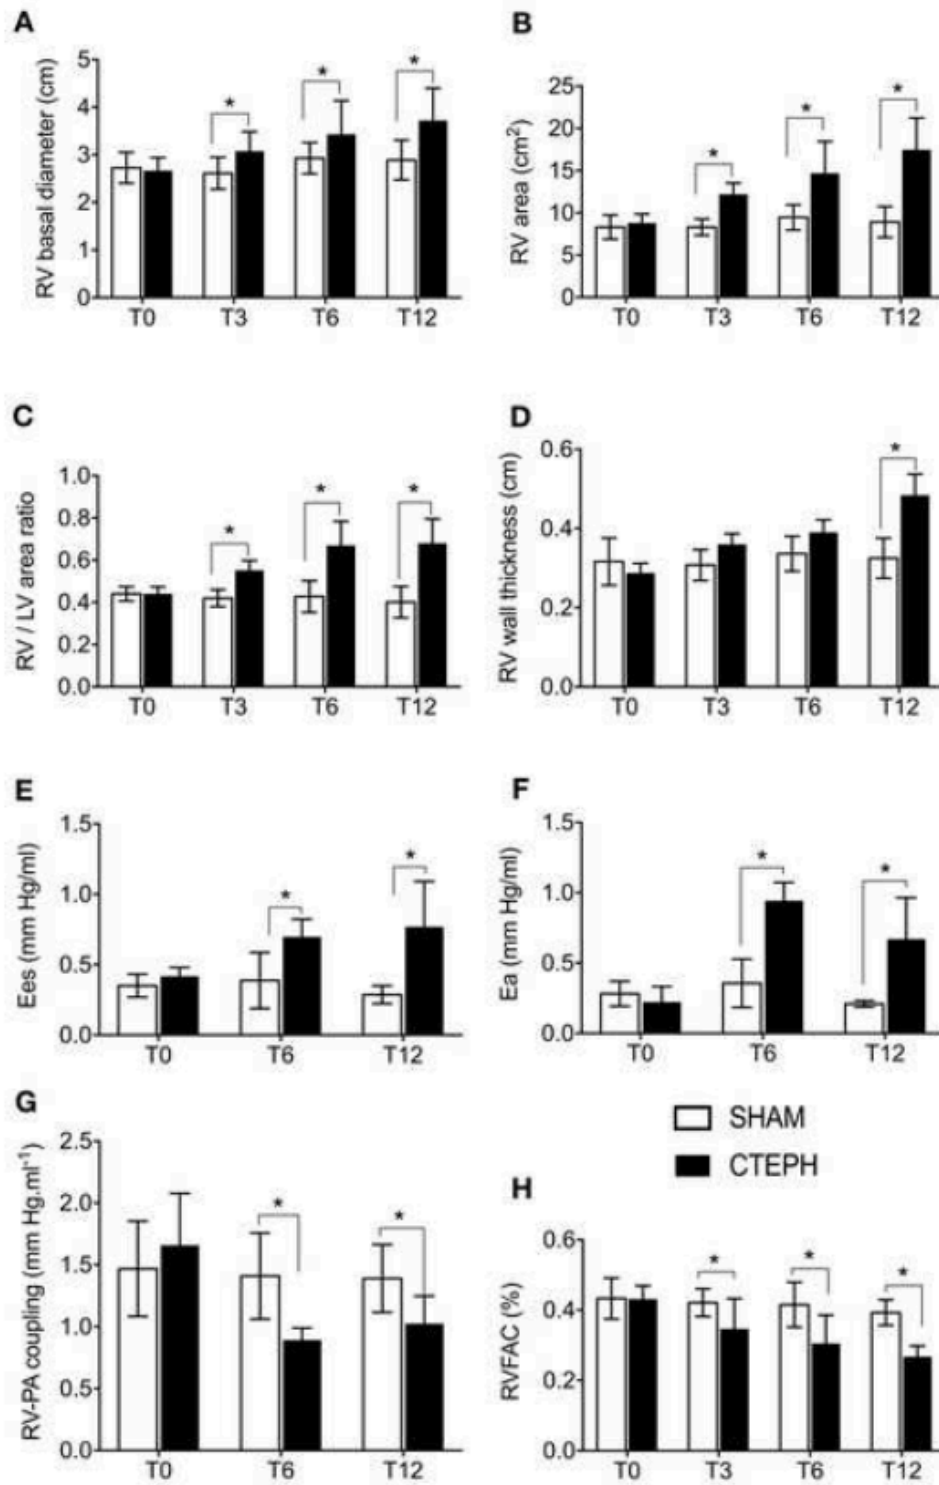 A
RV basal diameter (cm)
5
4
3
2
1
0
* * *
T0 T3 T6 T12
B
RV area (cm²)
25
20
15
10
5
0
* * *
T0 T3 T6 T12
C
RV / LV area ratio
1.0
0.8
0.6
0.4
0.2
0.0
* * *
T0 T3 T6 T12
D
RV wall thickness (cm)
0.6
0.4
0.2
0.0
*
T0 T3 T6 T12
E
Ees (mm Hg/ml)
1.5
1.0
0.5
0.0
* *
T0 T6 T12
F
Ea (mm Hg/ml)
1.5
1.0
0.5
0.0
* *
T0 T6 T12
G
RV-PA coupling (mm Hg.ml⁻¹)
2.5
2.0
1.5
1.0
0.5
0.0
* *
T0 T6 T12
SHAM
CTEPH
H
RVFAC (%)
0.6
0.4
0.2
0
* * *
T0 T3 T6 T12